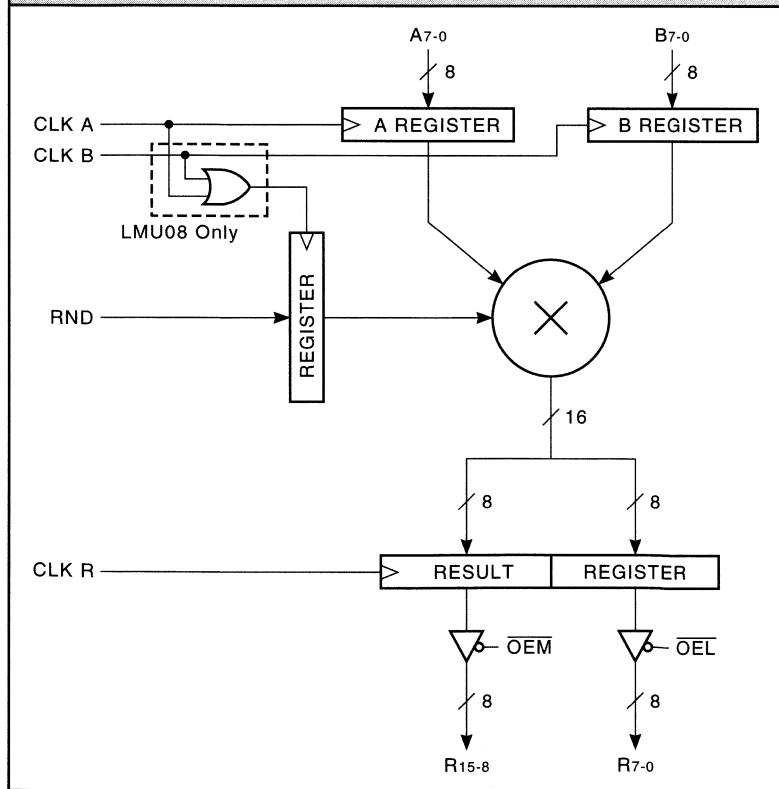 A7-0
B7-0
8
8
CLK A
A REGISTER
B REGISTER
CLK B
LMU08 Only
REGISTER
RND
16
8
8
CLK R
RESULT
REGISTER
OEM
OEL
8
8
R15-8
R7-0